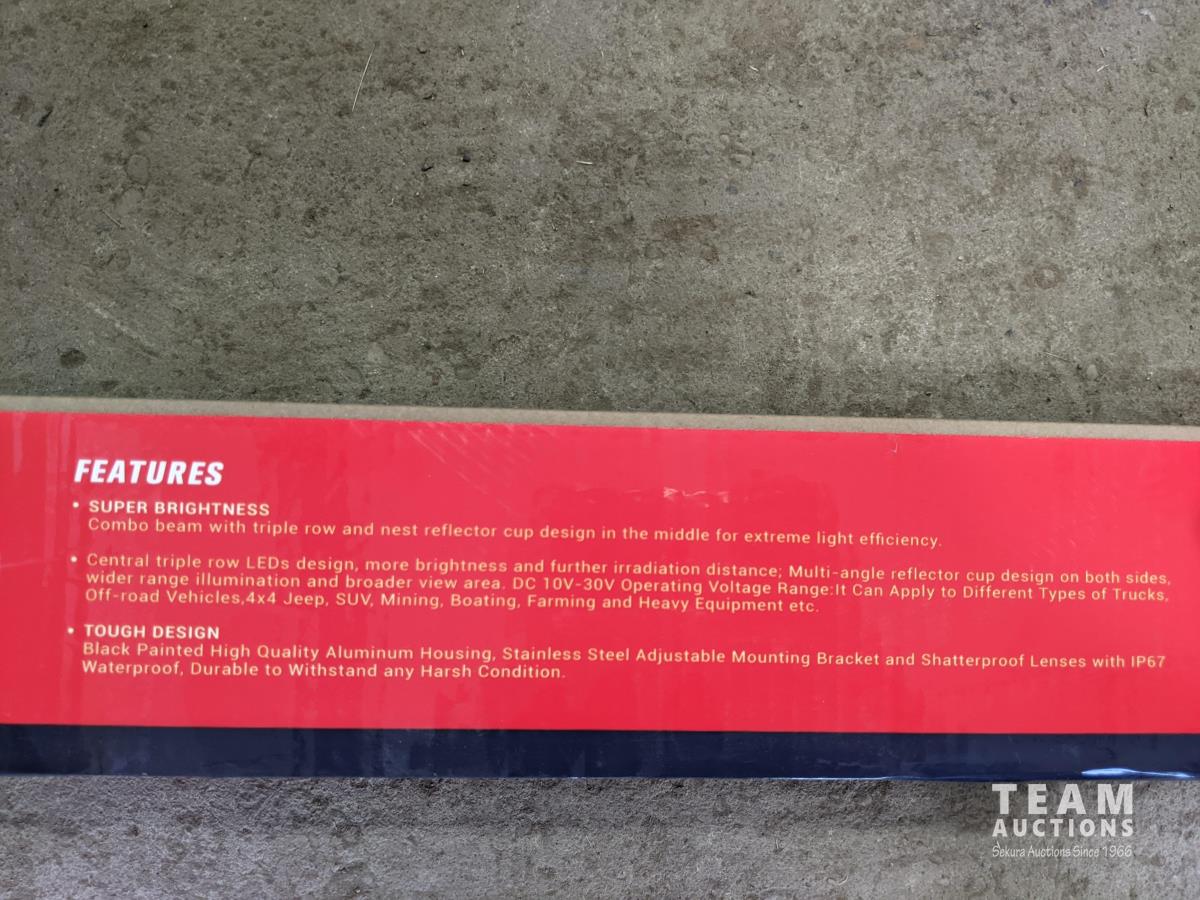 FEATURES
• SUPER BRIGHTNESS
Combo beam with triple row and nest reflector cup design in the middle for extreme light efficiency.
• Central triple row LEDs design, more brightness and further irradiation distance; Multi-angle reflector cup design on both sides,
wider range illumination and broader view area. DC 10V-30V Operating Voltage Range:It Can Apply to Different Types of Trucks,
Off-road Vehicles,4x4 Jeep, SUV, Mining, Boating, Farming and Heavy Equipment etc.
• TOUGH DESIGN
Black Painted High Quality Aluminum Housing, Stainless Steel Adjustable Mounting Bracket and Shatterproof Lenses with IP67
Waterproof, Durable to Withstand any Harsh Condition.
TEAM
AUCTIONS
Sekura Auctions Since 1966